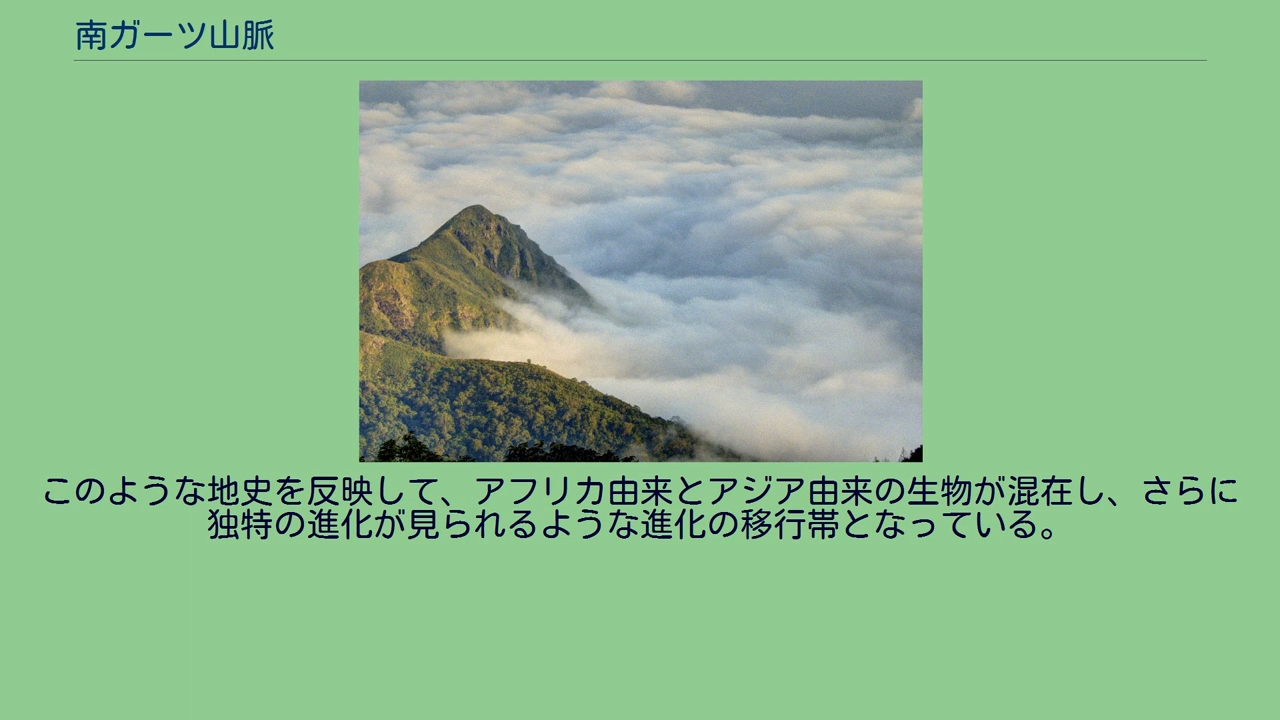 南ガーツ山脈
このような地史を反映して、アフリカ由来とアジア由来の生物が混在し、さらに
独特の進化が見られるような進化の移行帯となっている。